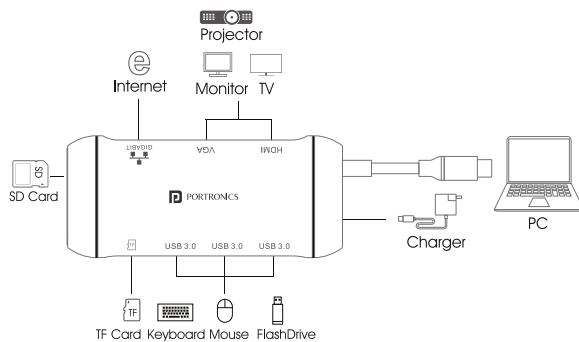 Projector
e
Internet
Monitor TV
GIGABIT
VGA
HDMI
SD
SD Card
PORTRONICS
PC
Charger
TF
USB 3.0 USB 3.0 USB 3.0
TF
TF Card Keyboard Mouse FlashDrive